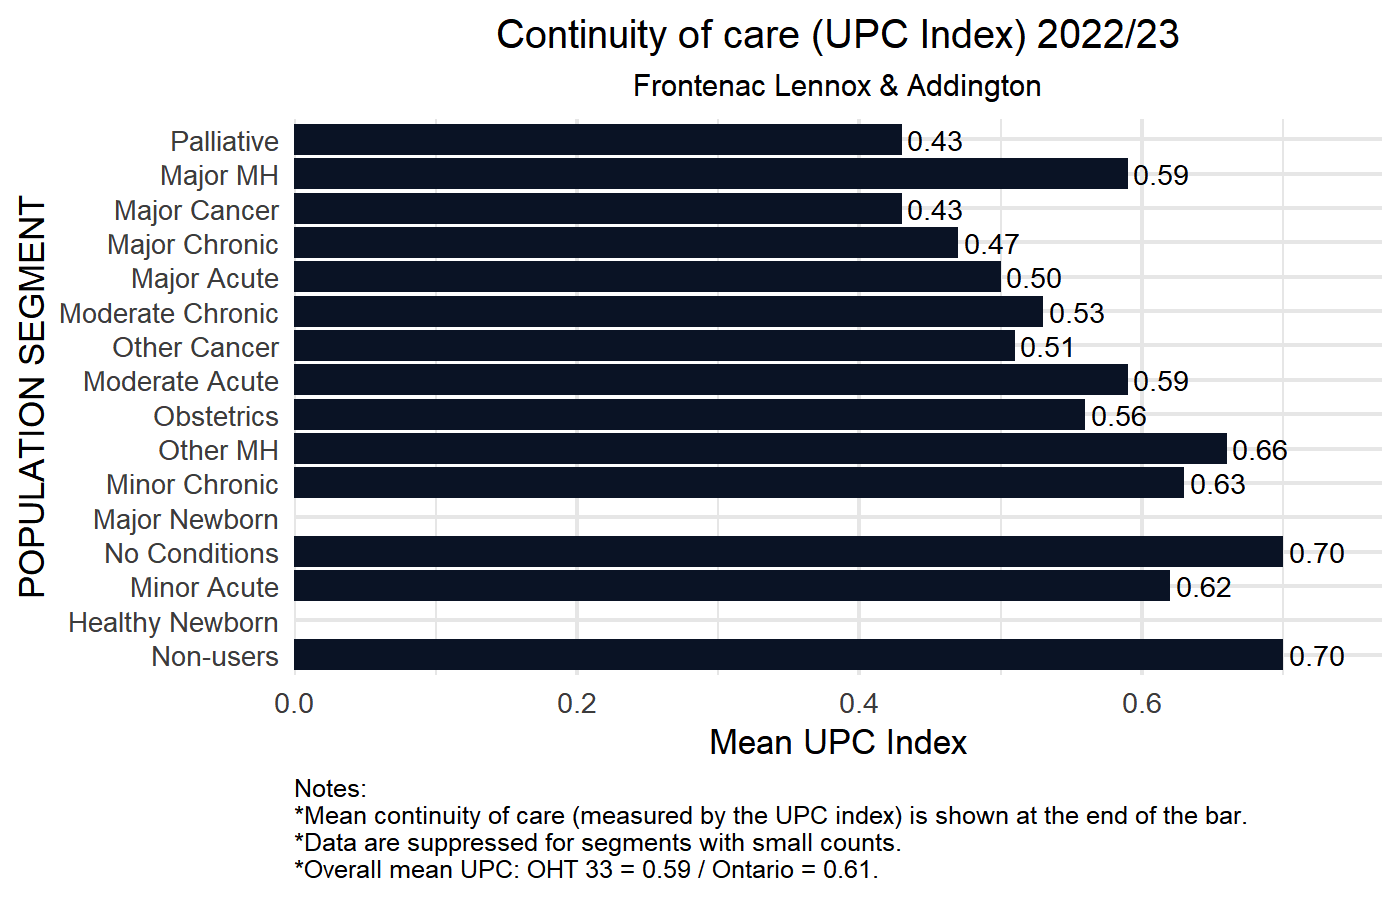 Continuity of care (UPC Index) 2022/23
Frontenac Lennox & Addington
POPULATION SEGMENT
Palliative 0.43
Major MH 0.59
Major Cancer 0.43
Major Chronic 0.47
Major Acute 0.50
Moderate Chronic 0.53
Other Cancer 0.51
Moderate Acute 0.59
Obstetrics 0.56
Other MH 0.66
Minor Chronic 0.63
Major Newborn
No Conditions 0.70
Minor Acute 0.62
Healthy Newborn
Non-users 0.70
0.0 0.2 0.4 0.6
Mean UPC Index
Notes:
*Mean continuity of care (measured by the UPC index) is shown at the end of the bar.
*Data are suppressed for segments with small counts.
*Overall mean UPC: OHT 33 = 0.59 / Ontario = 0.61.